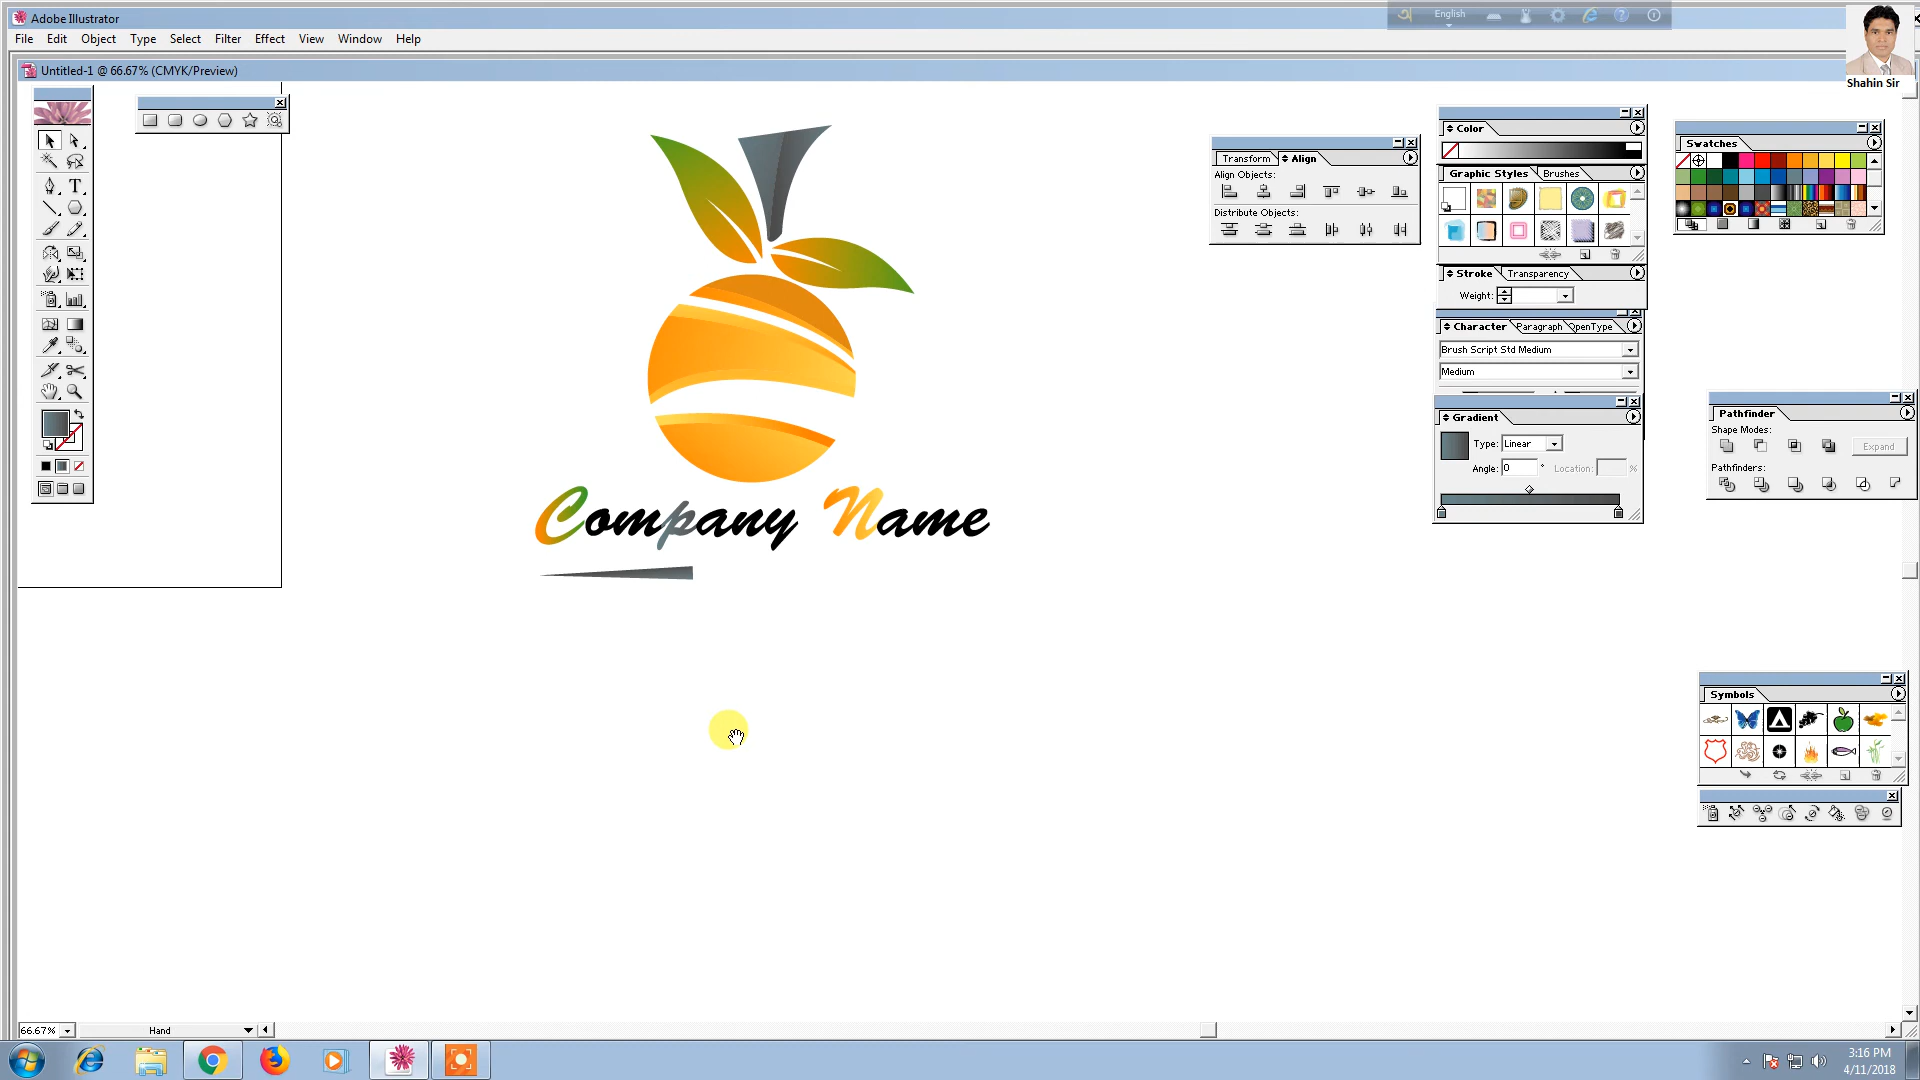 Adobe Illustrator
English
File Edit Object Type Select Filter Effect View Window Help
Untitled-1 @ 66.67% (CMYK/Preview)
Shahin Sir
Transform Align
Align Objects:
Distribute Objects:
Color
Graphic Styles Brushes
Stroke Transparency
Weight:
Character Paragraph OpenType
Brush Script Std Medium
Medium
Gradient
Type: Linear
Angle: 0 ° Location: %
Swatches
Pathfinder
Shape Modes:
Expand
Pathfinders:
Company Name
Symbols
66.67% Hand
3:16 PM
4/11/2018